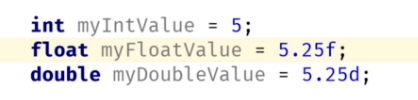 int myIntValue = 5;
float myFloatValue = 5.25f;
double myDoubleValue = 5.25d;